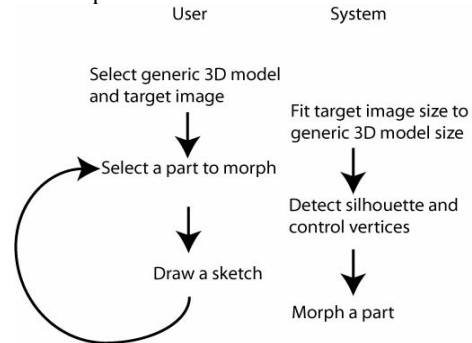 User
System
Select generic 3D model
and target image
Fit target image size to
generic 3D model size
Select a part to morph
Detect silhouette and
control vertices
Draw a sketch
Morph a part